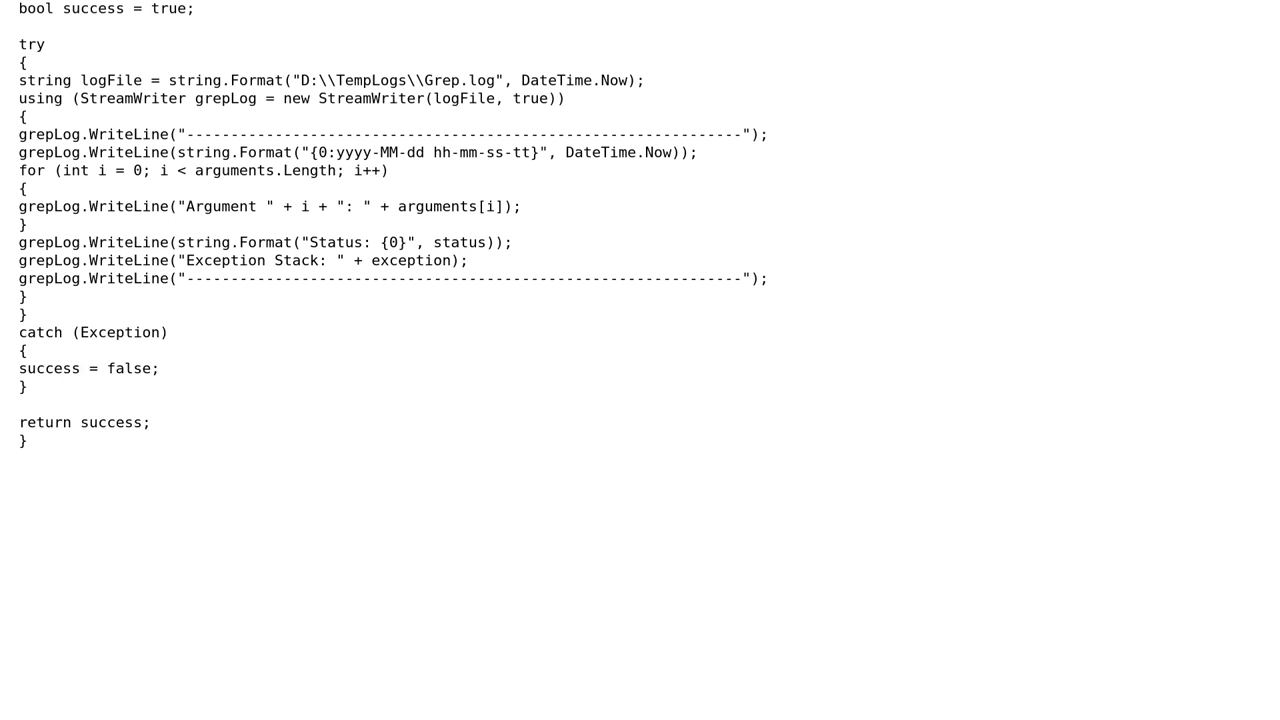 bool success = true;

try
{
string logFile = string.Format("D:\\TempLogs\\Grep.log", DateTime.Now);
using (StreamWriter grepLog = new StreamWriter(logFile, true))
{
grepLog.WriteLine("---------------------------------------------------------------");
grepLog.WriteLine(string.Format("{0:yyyy-MM-dd hh-mm-ss-tt}", DateTime.Now));
for (int i = 0; i < arguments.Length; i++)
{
grepLog.WriteLine("Argument " + i + ": " + arguments[i]);
}
grepLog.WriteLine(string.Format("Status: {0}", status));
grepLog.WriteLine("Exception Stack: " + exception);
grepLog.WriteLine("---------------------------------------------------------------");
}
}
catch (Exception)
{
success = false;
}

return success;
}